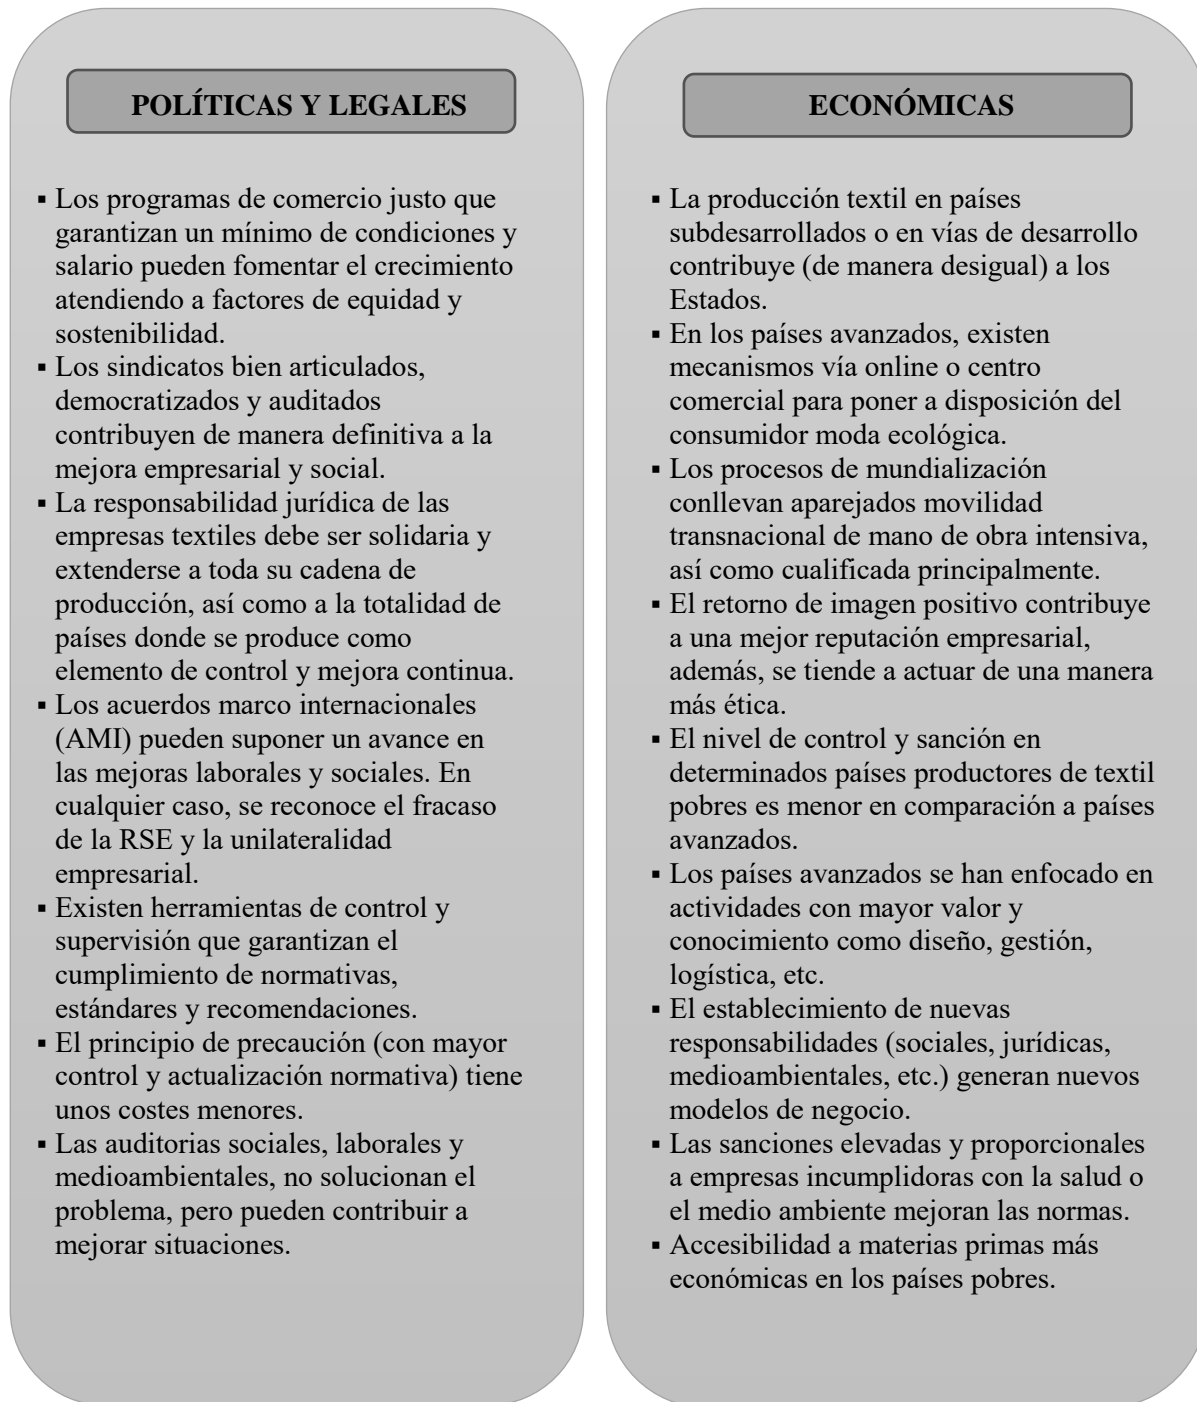 POLÍTICAS Y LEGALES
▪ Los programas de comercio justo que
garantizan un mínimo de condiciones y
salario pueden fomentar el crecimiento
atendiendo a factores de equidad y
sostenibilidad.
▪ Los sindicatos bien articulados,
democratizados y auditados
contribuyen de manera definitiva a la
mejora empresarial y social.
▪ La responsabilidad jurídica de las
empresas textiles debe ser solidaria y
extenderse a toda su cadena de
producción, así como a la totalidad de
países donde se produce como
elemento de control y mejora continua.
▪ Los acuerdos marco internacionales
(AMI) pueden suponer un avance en
las mejoras laborales y sociales. En
cualquier caso, se reconoce el fracaso
de la RSE y la unilateralidad
empresarial.
▪ Existen herramientas de control y
supervisión que garantizan el
cumplimiento de normativas,
estándares y recomendaciones.
▪ El principio de precaución (con mayor
control y actualización normativa) tiene
unos costes menores.
▪ Las auditorias sociales, laborales y
medioambientales, no solucionan el
problema, pero pueden contribuir a
mejorar situaciones.
ECONÓMICAS
▪ La producción textil en países
subdesarrollados o en vías de desarrollo
contribuye (de manera desigual) a los
Estados.
▪ En los países avanzados, existen
mecanismos vía online o centro
comercial para poner a disposición del
consumidor moda ecológica.
▪ Los procesos de mundialización
conllevan aparejados movilidad
transnacional de mano de obra intensiva,
así como cualificada principalmente.
▪ El retorno de imagen positivo contribuye
a una mejor reputación empresarial,
además, se tiende a actuar de una manera
más ética.
▪ El nivel de control y sanción en
determinados países productores de textil
pobres es menor en comparación a países
avanzados.
▪ Los países avanzados se han enfocado en
actividades con mayor valor y
conocimiento como diseño, gestión,
logística, etc.
▪ El establecimiento de nuevas
responsabilidades (sociales, jurídicas,
medioambientales, etc.) generan nuevos
modelos de negocio.
▪ Las sanciones elevadas y proporcionales
a empresas incumplidoras con la salud o
el medio ambiente mejoran las normas.
▪ Accesibilidad a materias primas más
económicas en los países pobres.